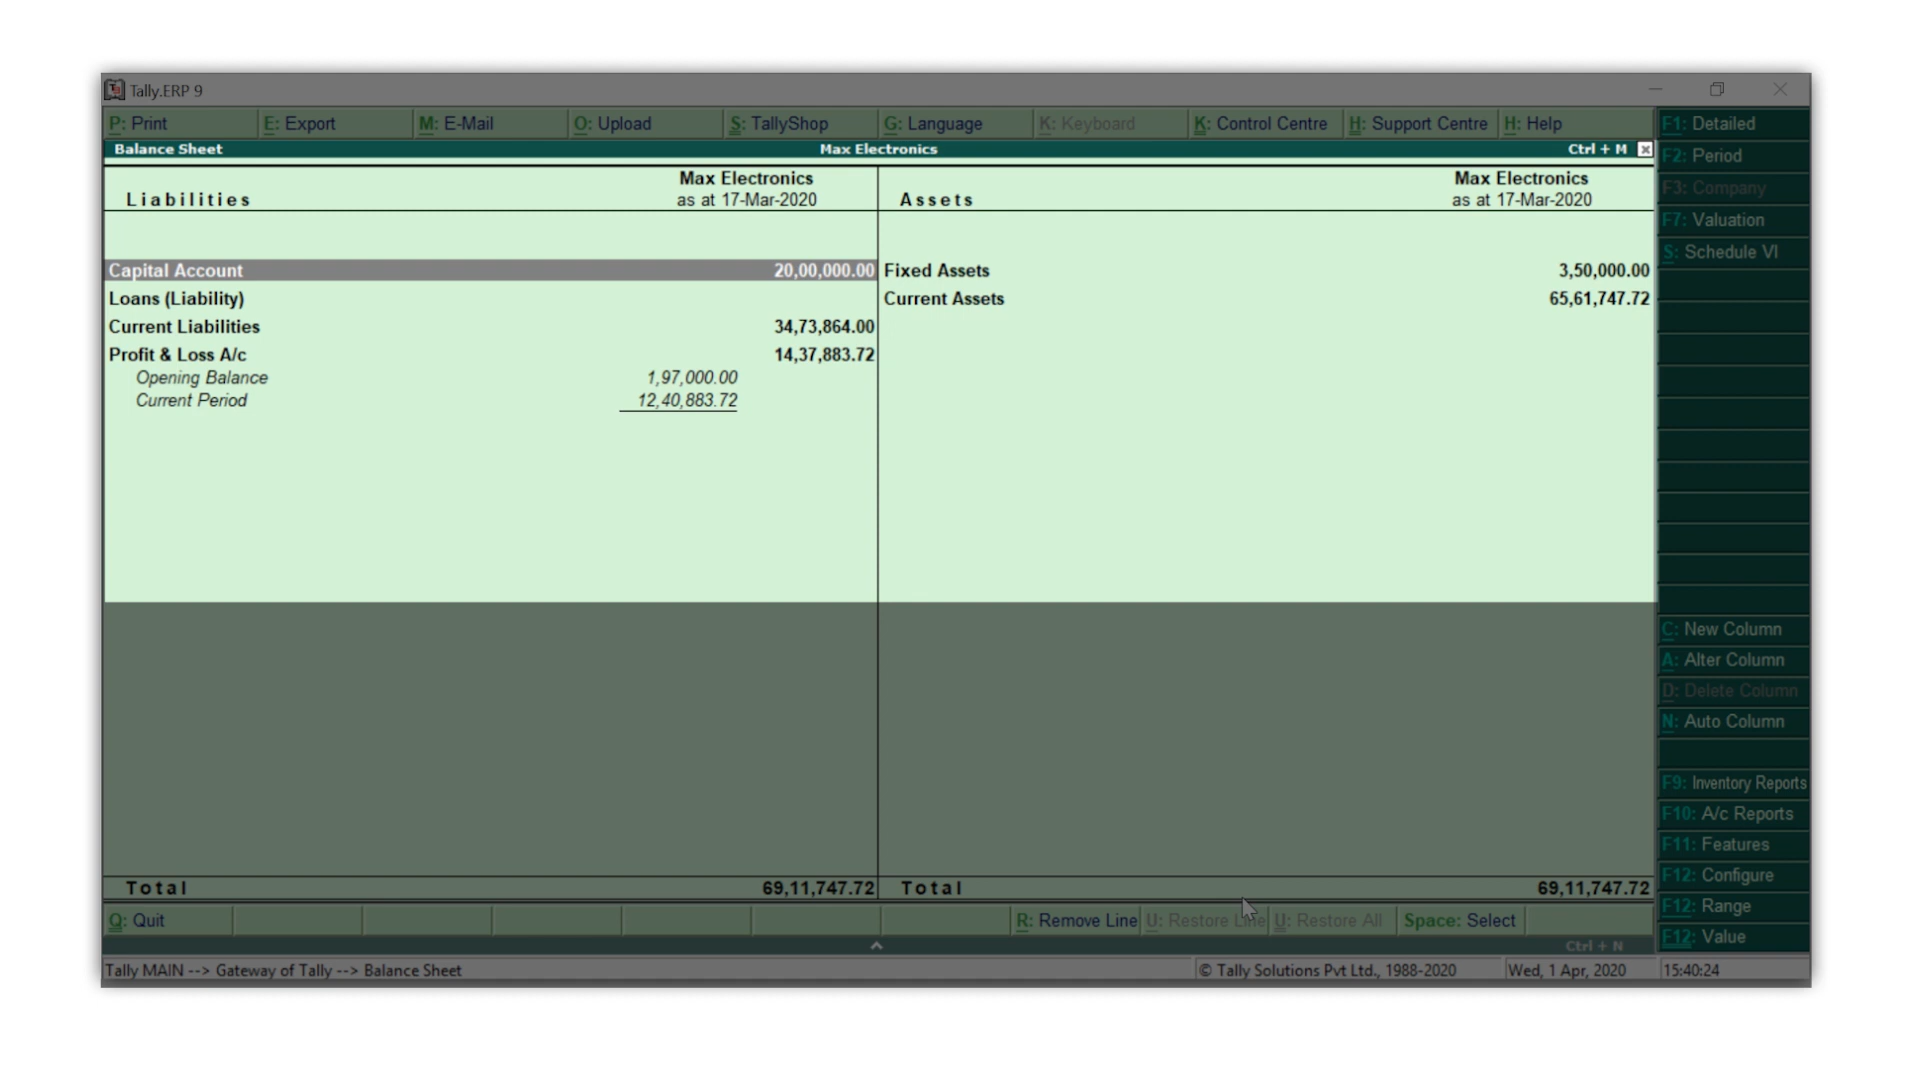 Tally.ERP 9
P: Print E: Export M: E-Mail O: Upload S: TallyShop G: Language K: Keyboard K: Control Centre H: Support Centre H: Help
Balance Sheet Max Electronics Ctrl + M
Liabilities Max Electronics as at 17-Mar-2020 Assets Max Electronics as at 17-Mar-2020
Capital Account 20,00,000.00 Fixed Assets 3,50,000.00
Loans (Liability) Current Assets 65,61,747.72
Current Liabilities 34,73,864.00
Profit & Loss A/c 14,37,883.72
Opening Balance 1,97,000.00
Current Period 12,40,883.72
Total 69,11,747.72 Total 69,11,747.72
Q: Quit R: Remove Line U: Restore Line U: Restore All Space: Select
Ctrl + N
Tally MAIN --> Gateway of Tally --> Balance Sheet © Tally Solutions Pvt Ltd., 1988-2020 Wed, 1 Apr, 2020 15:40:24
F1: Detailed
F2: Period
F3: Company
F7: Valuation
S: Schedule VI
C: New Column
A: Alter Column
D: Delete Column
N: Auto Column
F9: Inventory Reports
F10: A/c Reports
F11: Features
F12: Configure
F12: Range
F12: Value